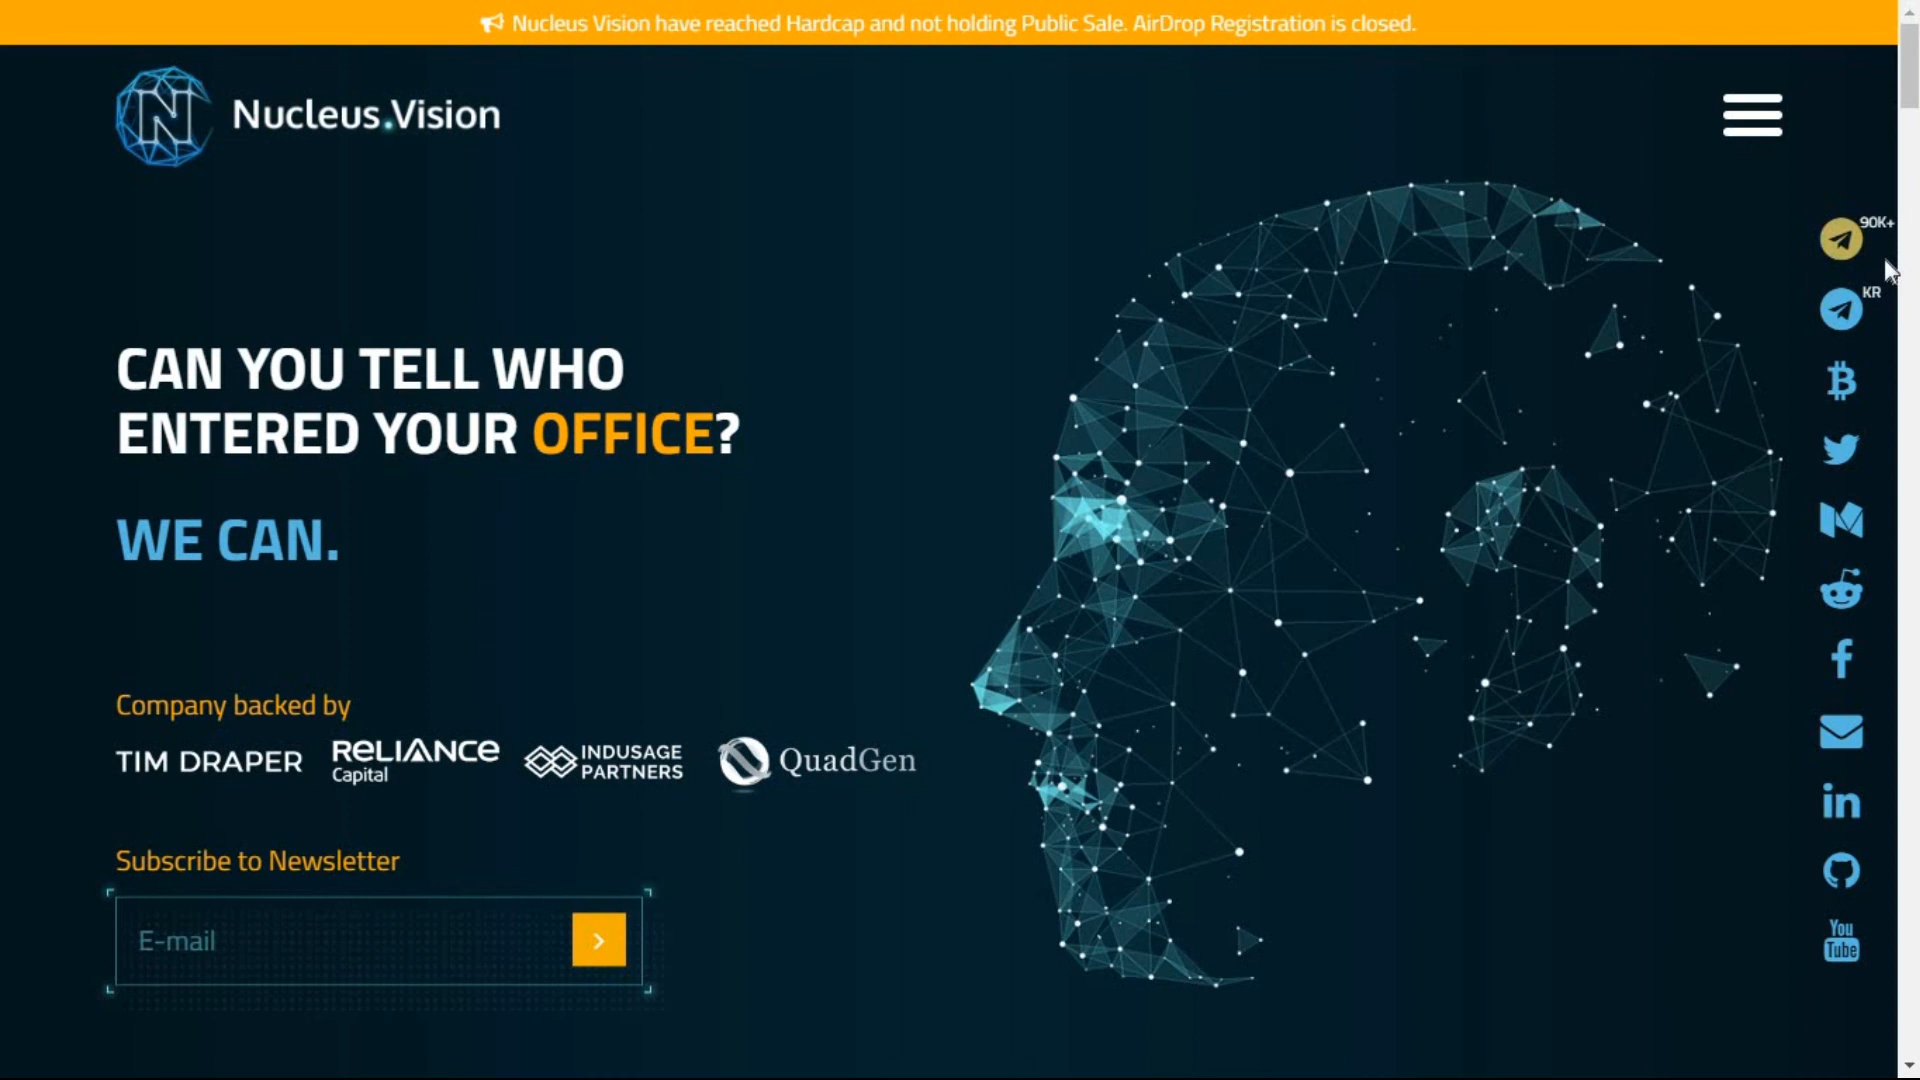 Nucleus Vision have reached Hardcap and not holding Public Sale. AirDrop Registration is closed.
N
Nucleus.Vision
90K+
KR
CAN YOU TELL WHO
ENTERED YOUR OFFICE?
WE CAN.
Company backed by
TIM DRAPER
RELIANCE
Capital
INDUSAGE
PARTNERS
QuadGen
Subscribe to Newsletter
E-mail
in
You
Tube